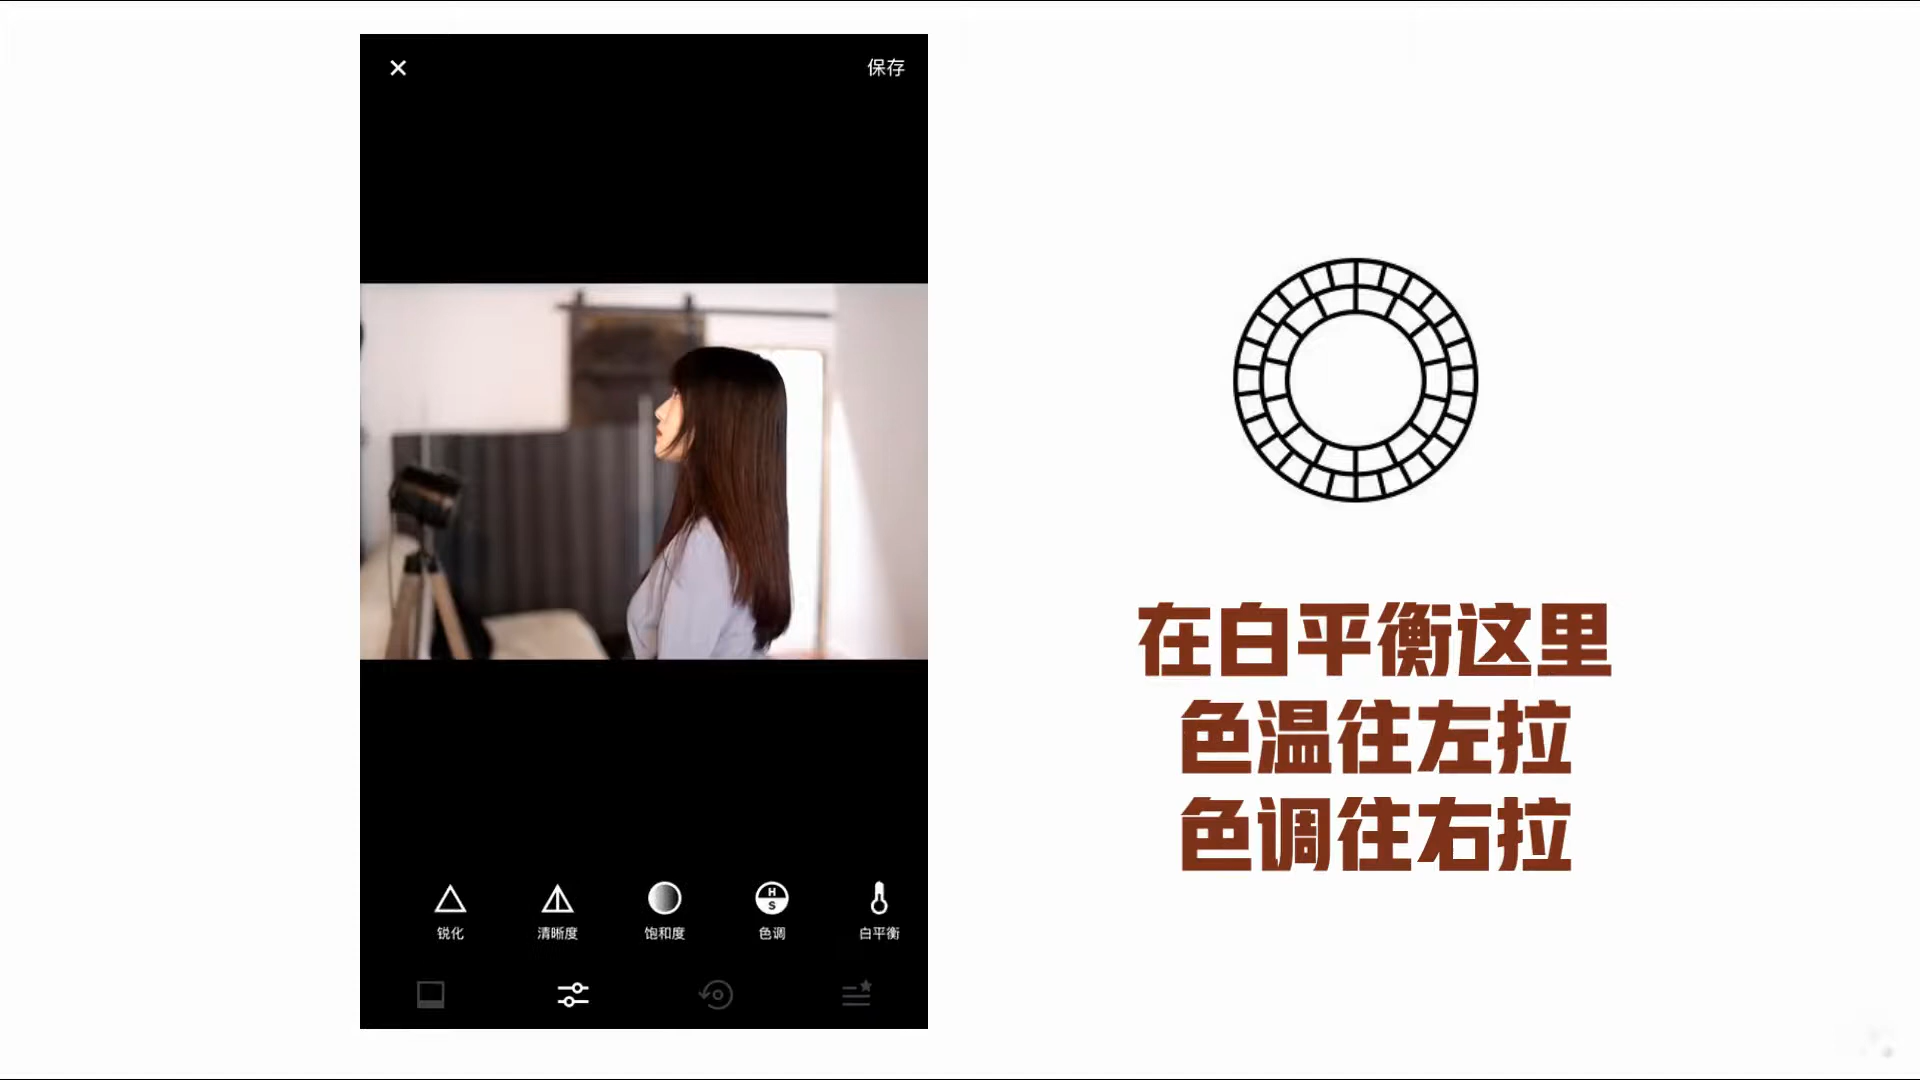 保存
锐化
清晰度
饱和度
H
S
色调
白平衡
在白平衡这里
色温往左拉
色调往右拉